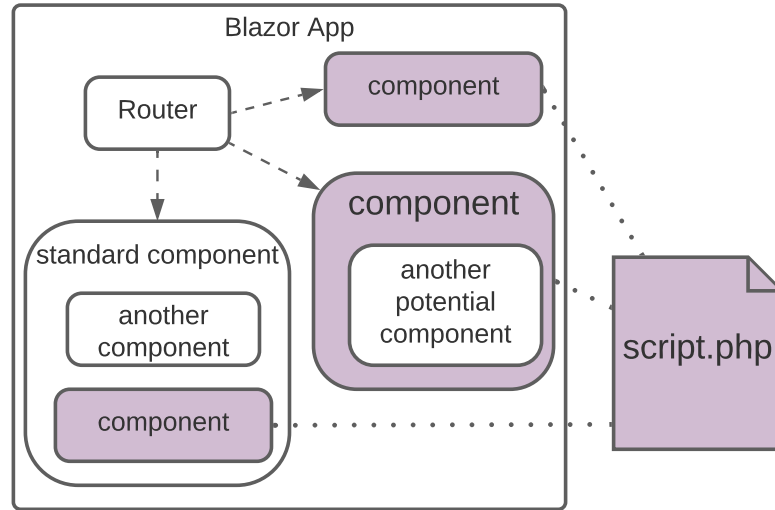 Blazor App
component
Router
component
standard component
another
potential
component
another
component
script.php
component